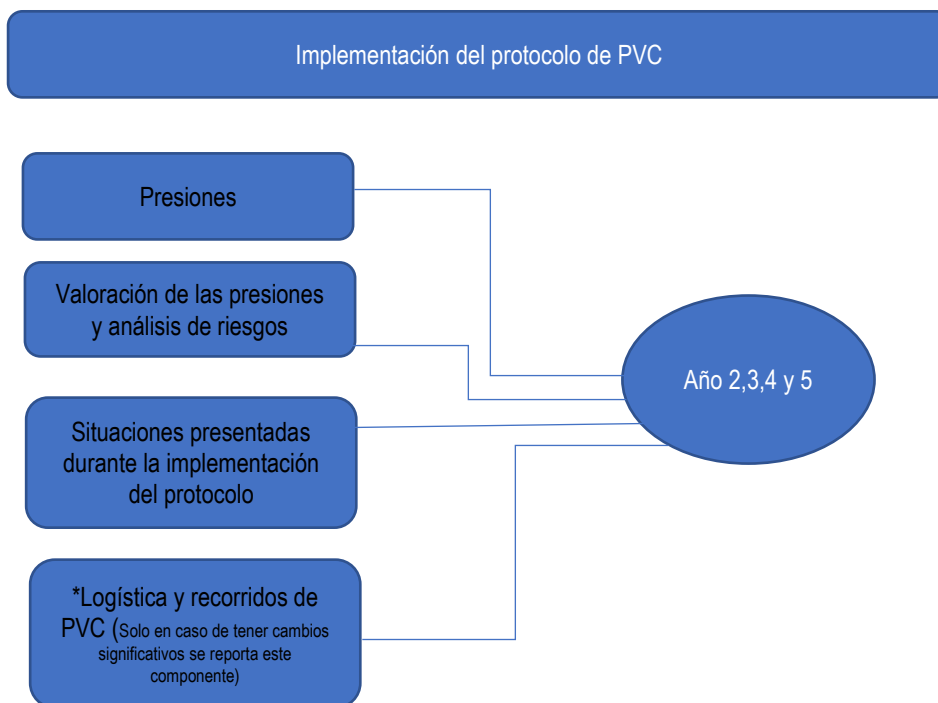 Implementación del protocolo de PVC
Presiones
Valoración de las presiones
y análisis de riesgos
Año 2,3,4 y 5
Situaciones presentadas
durante la implementación
del protocolo
*Logística y recorridos de
PVC (Solo en caso de tener cambios
significativos se reporta este
componente)